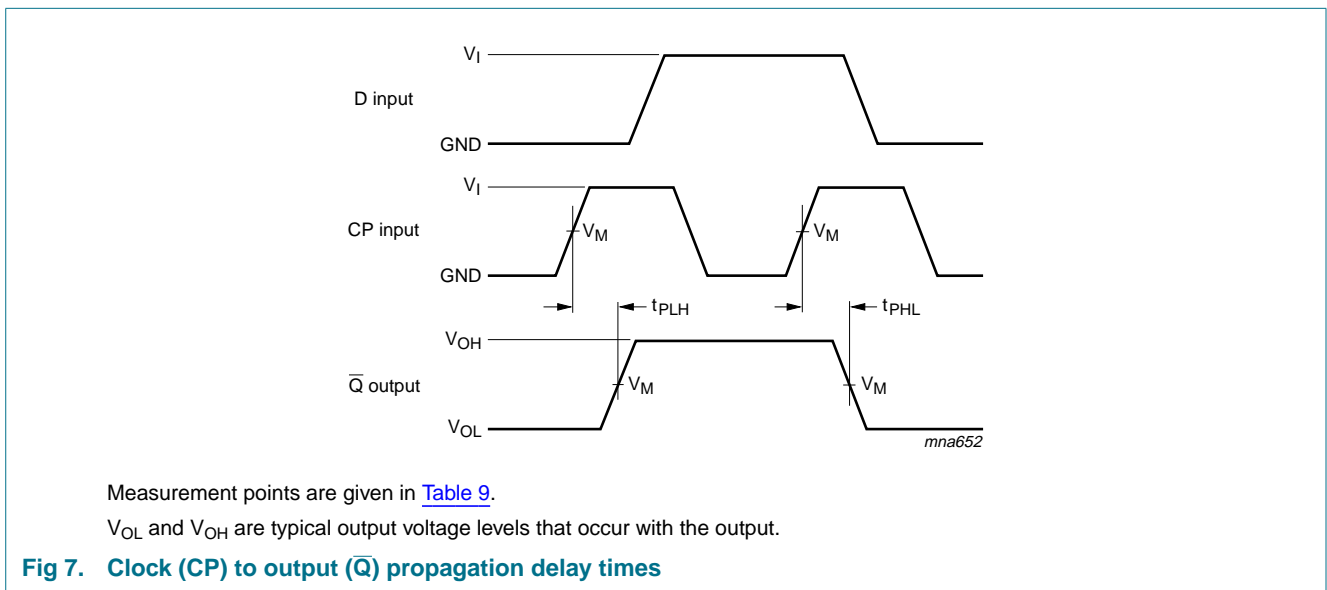 V_I
D input
GND
V_I
CP input
V_M
V_M
GND
t_PLH
t_PHL
V_OH
Q̅ output
V_M
V_M
V_OL
mna652
Measurement points are given in Table 9.
V_OL and V_OH are typical output voltage levels that occur with the output.
Fig 7. Clock (CP) to output (Q̅) propagation delay times